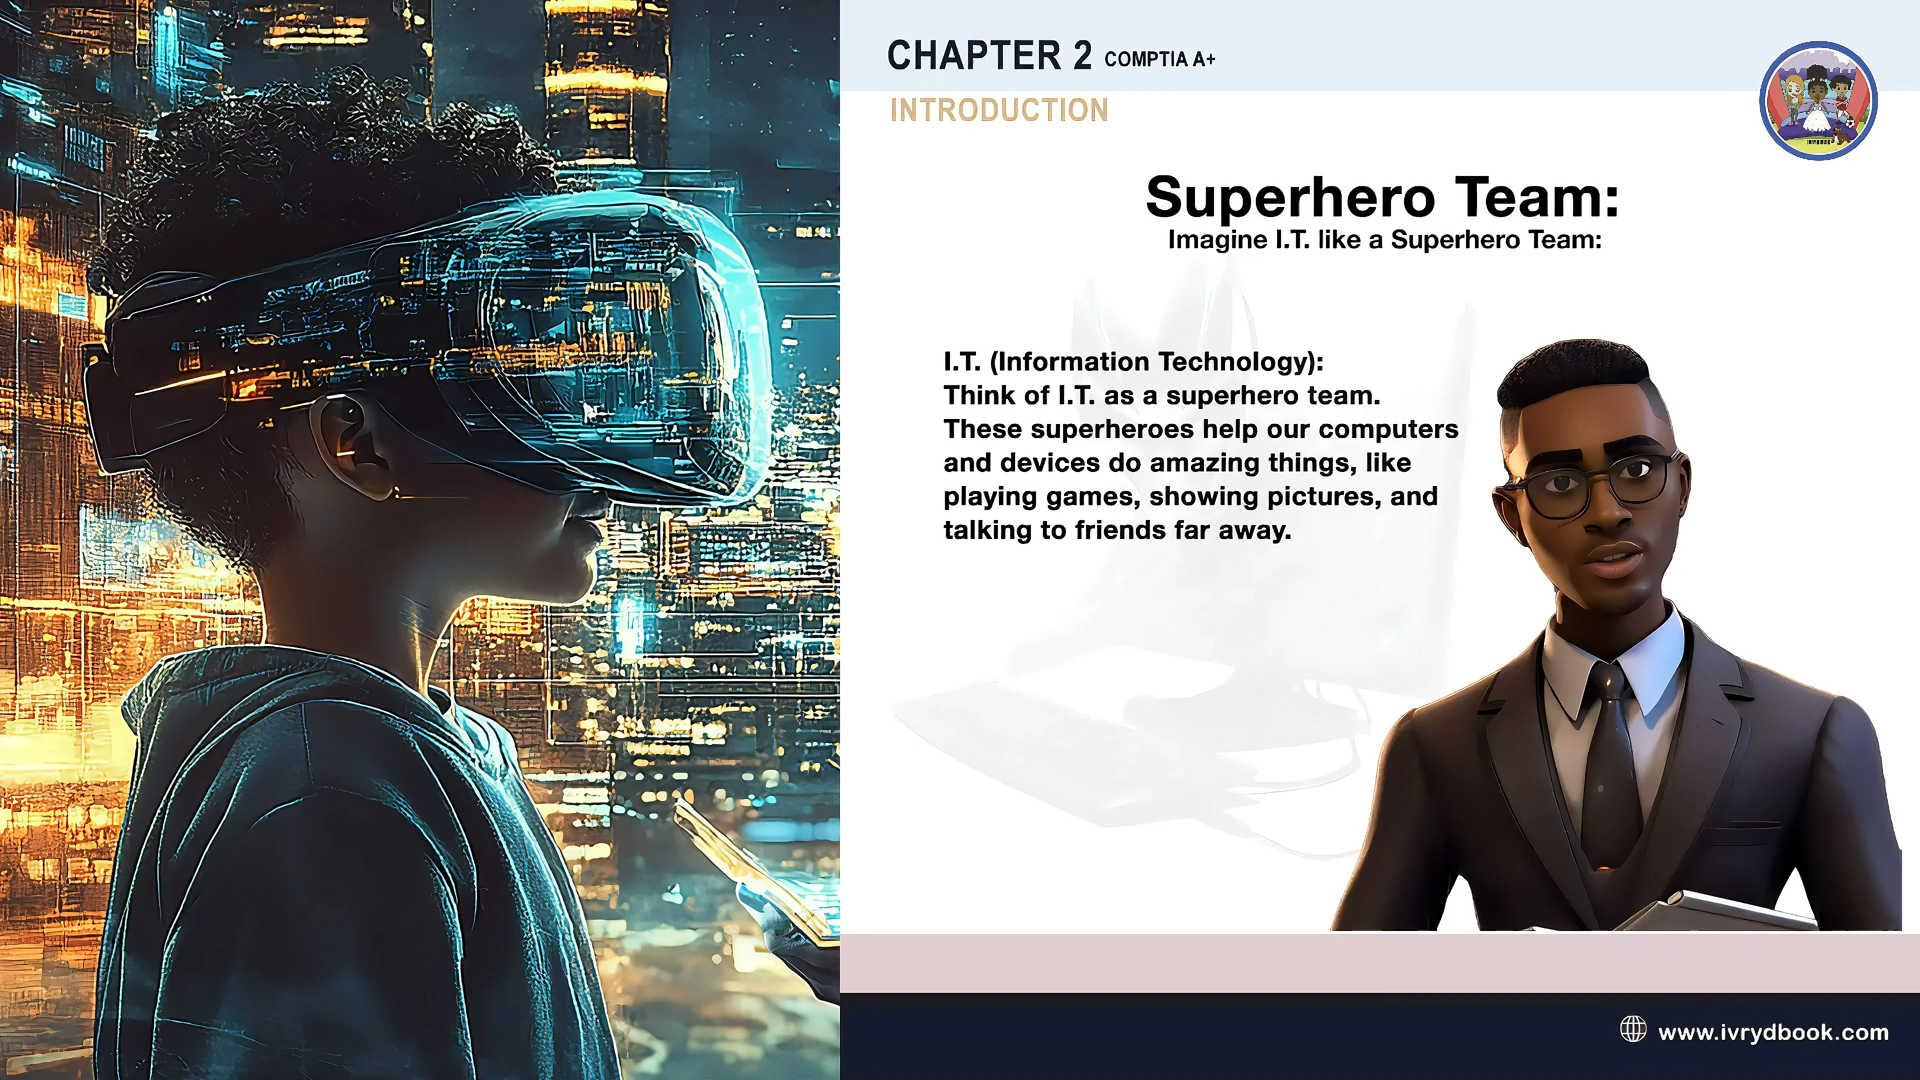 CHAPTER 2 COMPTIA A+
INTRODUCTION
Superhero Team:
Imagine I.T. like a Superhero Team:
I.T. (Information Technology):
Think of I.T. as a superhero team.
These superheroes help our computers
and devices do amazing things, like
playing games, showing pictures, and
talking to friends far away.
www.ivrydbook.com